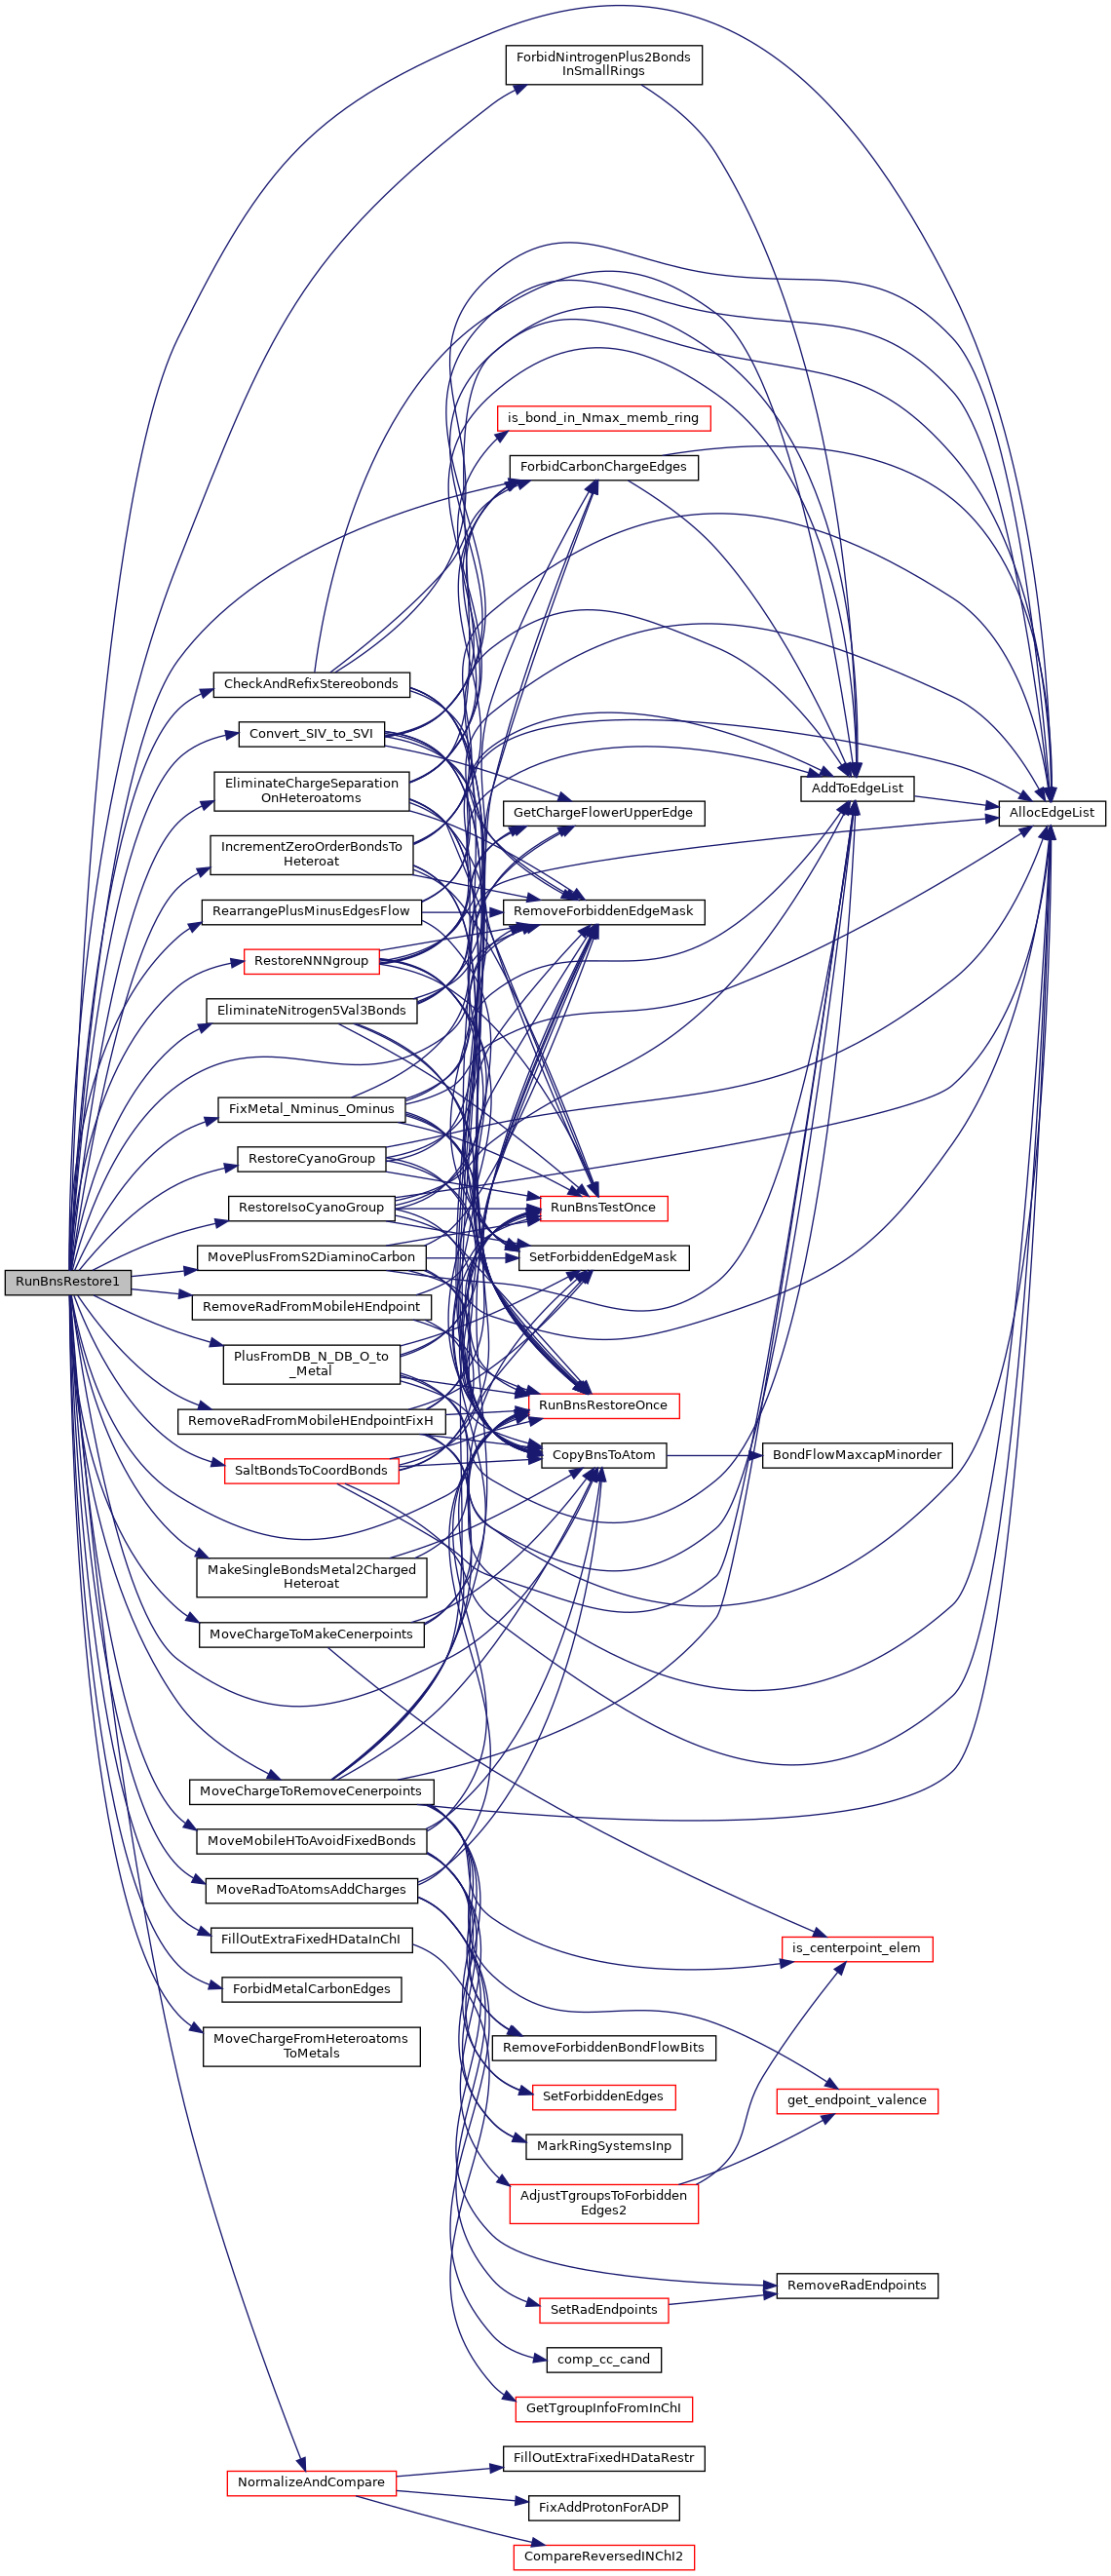 ForbidNintrogenPlus2Bonds
InSmallRings
is_bond_in_Nmax_memb_ring
ForbidCarbonChargeEdges
CheckAndRefixStereobonds
Convert_SIV_to_SVI
EliminateChargeSeparation
OnHeteroatoms
AddToEdgeList
AllocEdgeList
GetChargeFlowerUpperEdge
IncrementZeroOrderBondsTo
Heteroat
RearrangePlusMinusEdgesFlow
RemoveForbiddenEdgeMask
RestoreNNNgroup
EliminateNitrogen5Val3Bonds
FixMetal_Nminus_Ominus
RestoreCyanoGroup
RestoreIsoCyanoGroup
RunBnsTestOnce
MovePlusFromS2DiaminoCarbon
SetForbiddenEdgeMask
RunBnsRestore1
RemoveRadFromMobileHEndpoint
PlusFromDB_N_DB_O_to
_Metal
RunBnsRestoreOnce
RemoveRadFromMobileHEndpointFixH
CopyBnsToAtom
BondFlowMaxcapMinorder
SaltBondsToCoordBonds
MakeSingleBondsMetal2Charged
Heteroat
MoveChargeToMakeCenerpoints
MoveChargeToRemoveCenerpoints
MoveMobileHToAvoidFixedBonds
MoveRadToAtomsAddCharges
FillOutExtraFixedHDataInChI
is_centerpoint_elem
ForbidMetalCarbonEdges
MoveChargeFromHeteroatoms
ToMetals
RemoveForbiddenBondFlowBits
SetForbiddenEdges
get_endpoint_valence
MarkRingSystemsInp
AdjustTgroupsToForbidden
Edges2
RemoveRadEndpoints
SetRadEndpoints
comp_cc_cand
GetTgroupInfoFromInChI
FillOutExtraFixedHDataRestr
NormalizeAndCompare
FixAddProtonForADP
CompareReversedINChI2